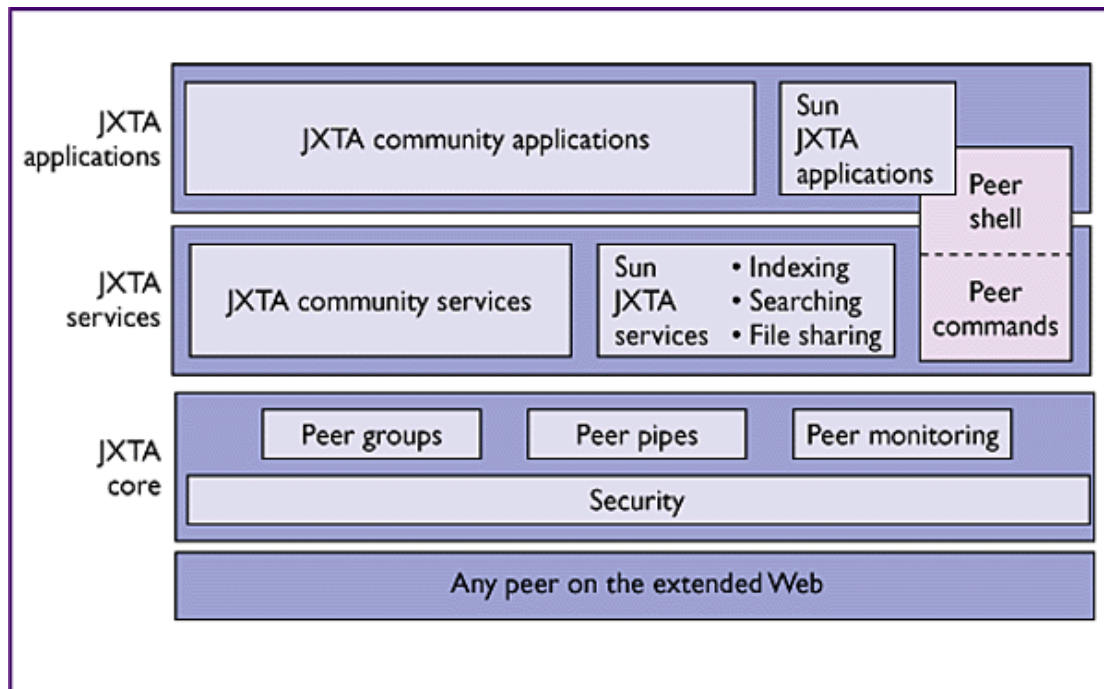 JXTA
applications
JXTA community applications
Sun
JXTA
applications
Peer
shell
JXTA
services
JXTA community services
Sun
JXTA
services
• Indexing
• Searching
• File sharing
Peer
commands
JXTA
core
Peer groups
Peer pipes
Peer monitoring
Security
Any peer on the extended Web